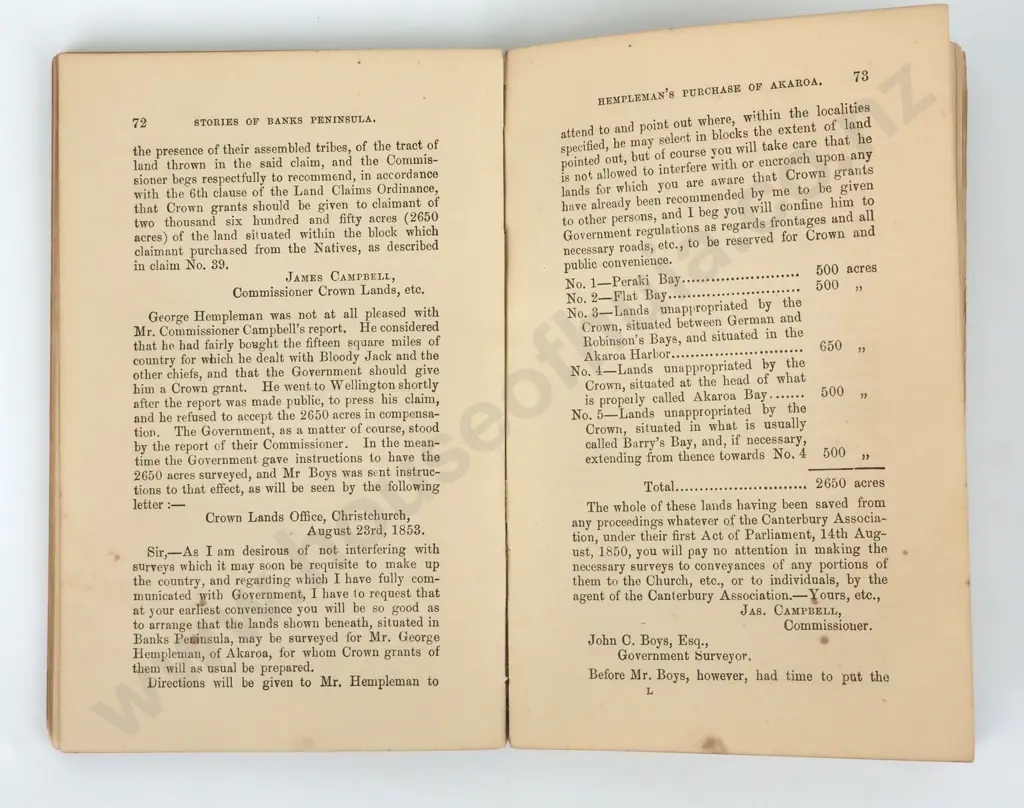 72 STORIES OF BANKS PENINSULA.
the presence of their assembled tribes, of the tract of
land thrown in the said claim, and the Commis-
sioner begs respectfully to recommend, in accordance
with the 6th clause of the Land Claims Ordinance,
that Crown grants should be given to claimant of
two thousand six hundred and fifty acres (2650
acres) of the land situated within the block which
claimant purchased from the Natives, as described
in claim No. 39.
JAMES CAMPBELL,
Commissioner Crown Lands, etc.
George Hempleman was not at all pleased with
Mr. Commissioner Campbell's report. He considered
that he had fairly bought the fifteen square miles of
country for which he dealt with Bloody Jack and the
other chiefs, and that the Government should give
him a Crown grant. He went to Wellington shortly
after the report was made public, to press his claim,
and he refused to accept the 2650 acres in compensa-
tion. The Government, as a matter of course, stood
by the report of their Commissioner. In the mean-
time the Government gave instructions to have the
2650 acres surveyed, and Mr Boys was sent instruc-
tions to that effect, as will be seen by the following
letter :—
Crown Lands Office, Christchurch,
August 23rd, 1853.
Sir,—As I am desirous of not interfering with
surveys which it may soon be requisite to make up
the country, and regarding which I have fully com-
municated with Government, I have to request that
at your earliest convenience you will be so good as
to arrange that the lands shown beneath, situated in
Banks Peninsula, may be surveyed for Mr. George
Hempleman, of Akaroa, for whom Crown grants of
them will as usual be prepared.
Directions will be given to Mr. Hempleman to
HEMPLEMAN'S PURCHASE OF AKAROA. 73
attend to and point out where, within the localities
specified, he may select in blocks the extent of land
pointed out, but of course you will take care that he
is not allowed to interfere with or encroach upon any
lands for which you are aware that Crown grants
have already been recommended by me to be given
to other persons, and I beg you will confine him to
Government regulations as regards frontages and all
necessary roads, etc., to be reserved for Crown and
public convenience.
No. 1—Peraki Bay........................ 500 acres
No. 2—Flat Bay........................... 500 „
No. 3—Lands unappropriated by the
Crown, situated between German and
Robinson's Bays, and situated in the
Akaroa Harbor........................... 650 „
No. 4—Lands unappropriated by the
Crown, situated at the head of what
is properly called Akaroa Bay....... 500 „
No. 5—Lands unappropriated by the
Crown, situated in what is usually
called Barry's Bay, and, if necessary,
extending from thence towards No. 4 500 „
Total.......................... 2650 acres
The whole of these lands having been saved from
any proceedings whatever of the Canterbury Associa-
tion, under their first Act of Parliament, 14th Aug-
ust, 1850, you will pay no attention in making the
necessary surveys to conveyances of any portions of
them to the Church, etc., or to individuals, by the
agent of the Canterbury Association.—Yours, etc.,
JAS. CAMPBELL,
Commissioner.
John C. Boys, Esq.,
Government Surveyor.
Before Mr. Boys, however, had time to put the
L